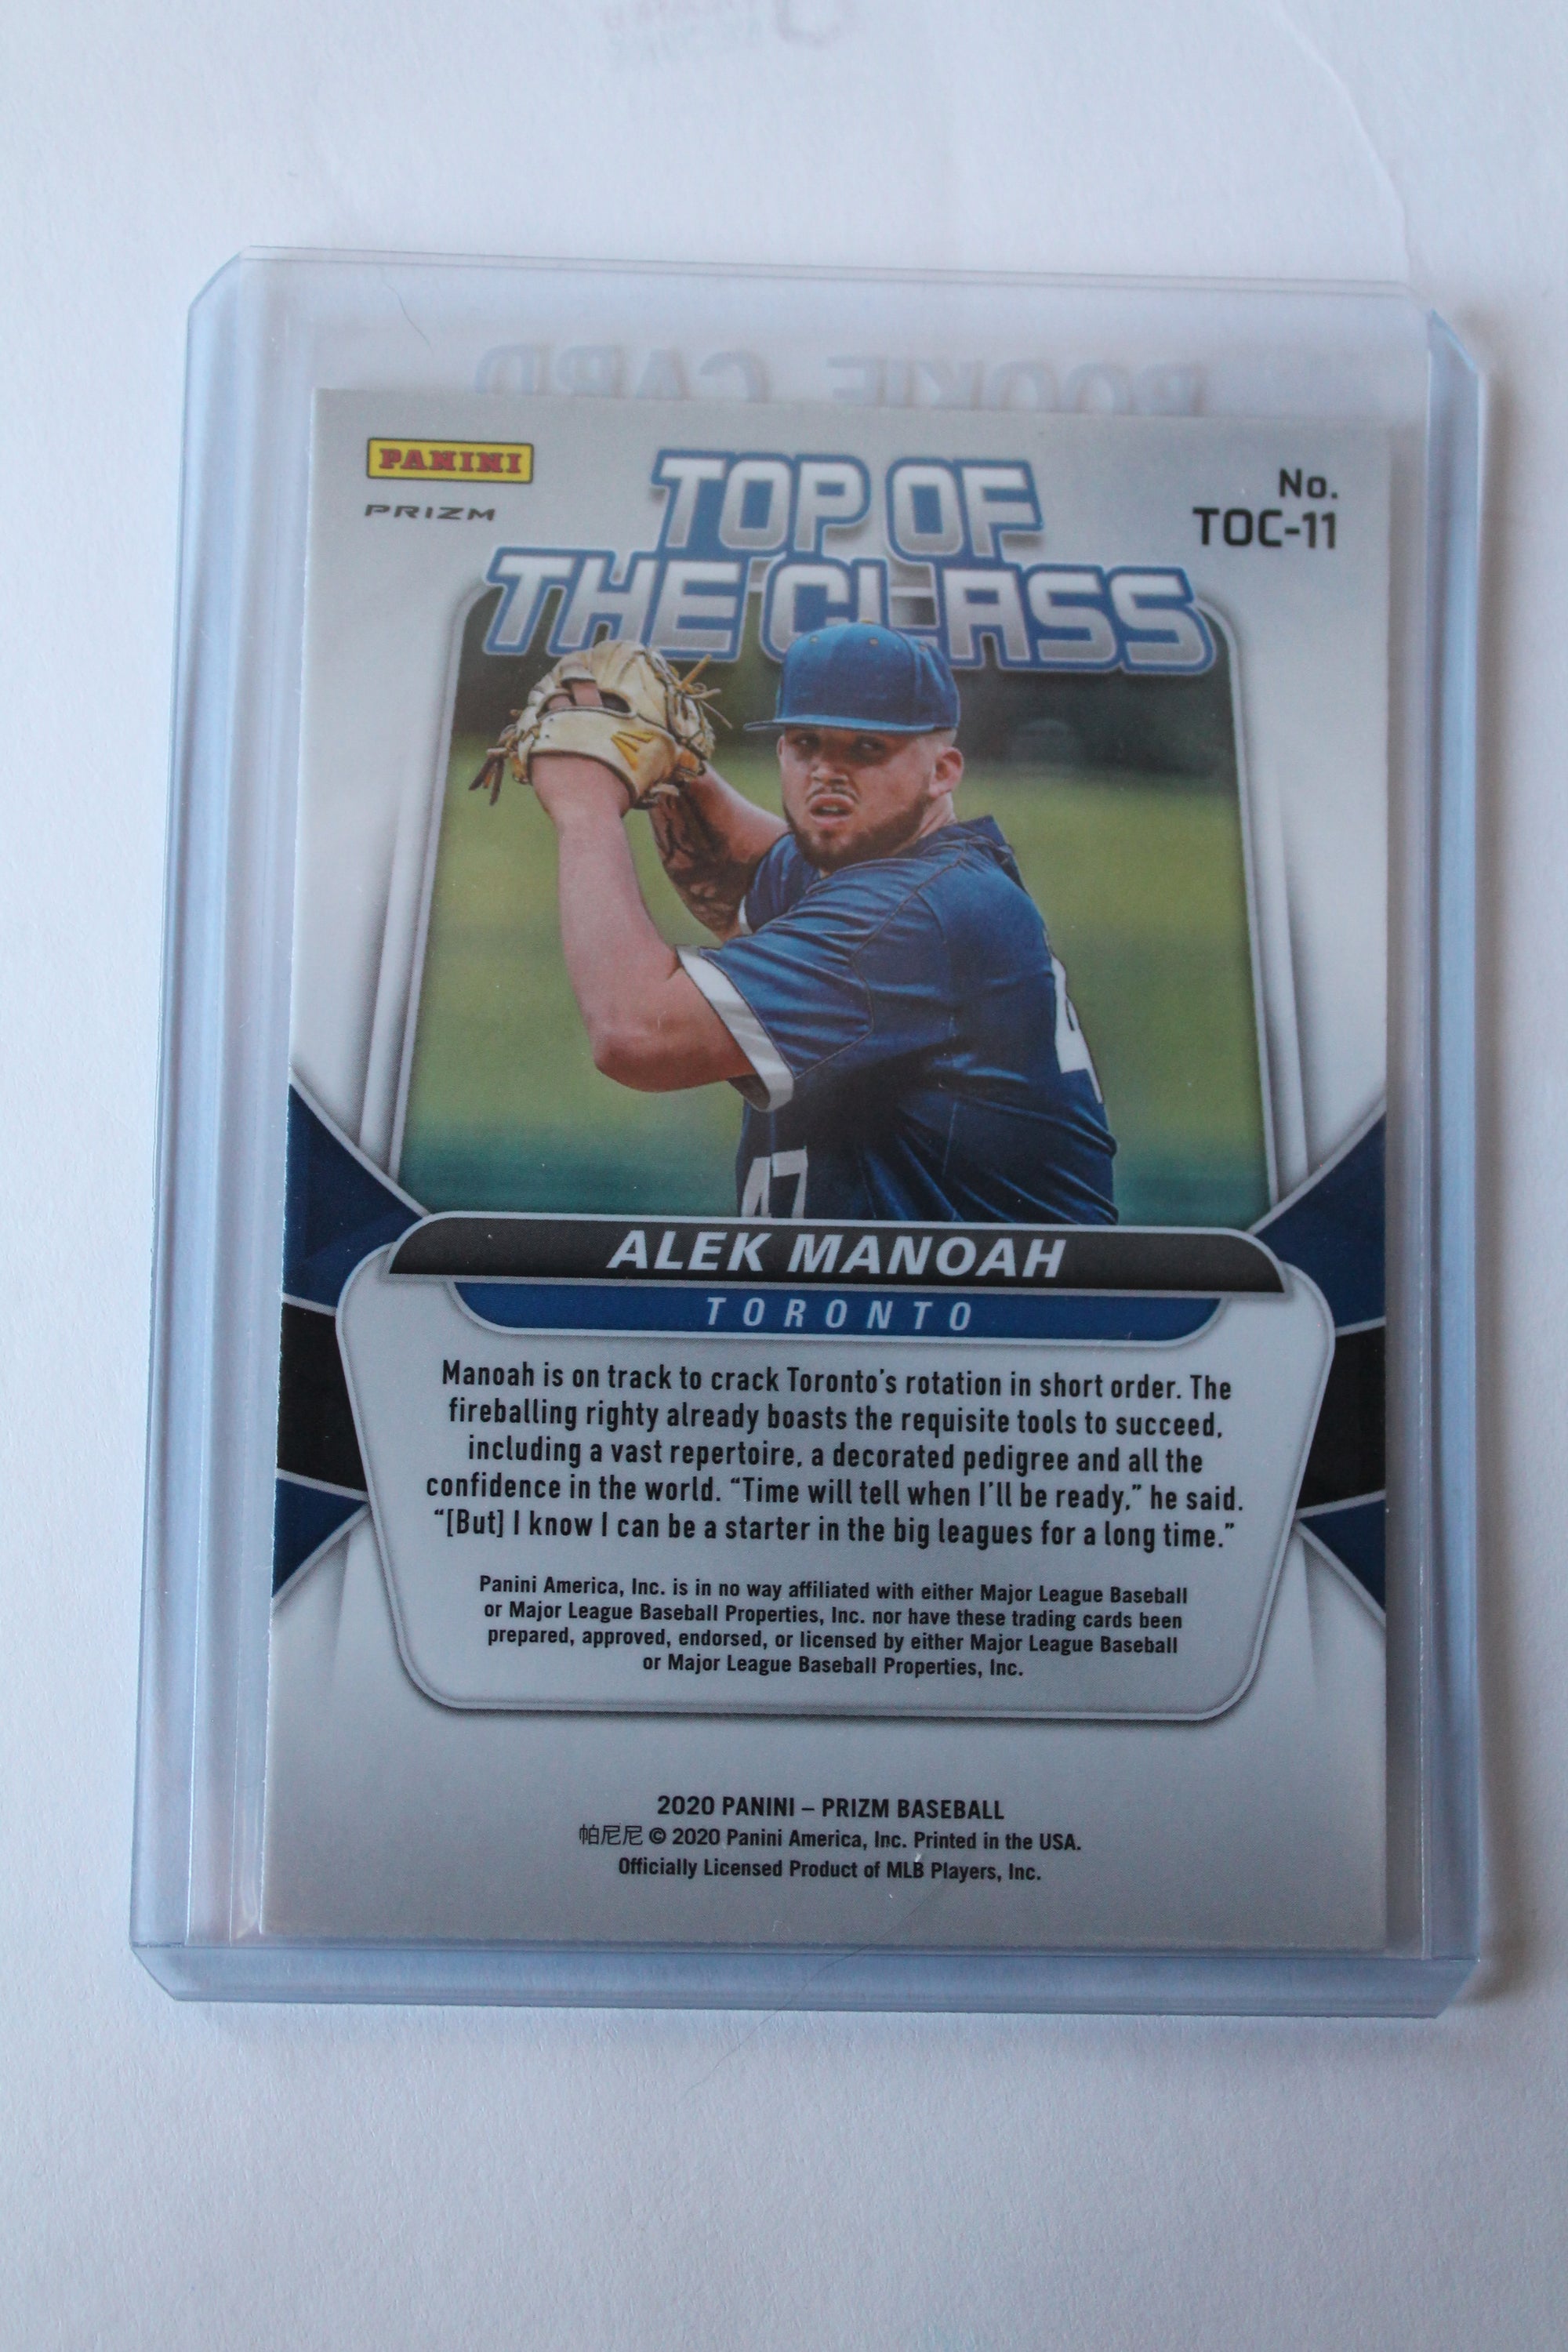 ROOKIE CARD
PANINI
PRIZM
TOP OF
THE CLASS
No.
TOC-11
47
ALEK MANOAH
TORONTO
Manoah is on track to crack Toronto's rotation in short order. The
fireballing righty already boasts the requisite tools to succeed,
including a vast repertoire, a decorated pedigree and all the
confidence in the world. “Time will tell when I'll be ready,” he said.
“[But] I know I can be a starter in the big leagues for a long time.”
Panini America, Inc. is in no way affiliated with either Major League Baseball
or Major League Baseball Properties, Inc. nor have these trading cards been
prepared, approved, endorsed, or licensed by either Major League Baseball
or Major League Baseball Properties, Inc.
2020 PANINI – PRIZM BASEBALL
帕尼尼 © 2020 Panini America, Inc. Printed in the USA.
Officially Licensed Product of MLB Players, Inc.